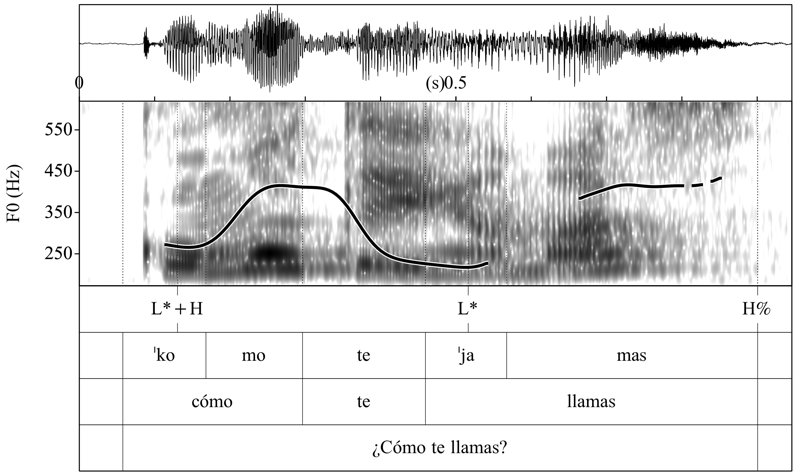 0 (s)0.5
550
450
350
250
F0 (Hz)
L*+H L* H%
ˈko mo te ˈja mas
cómo te llamas
¿Cómo te llamas?